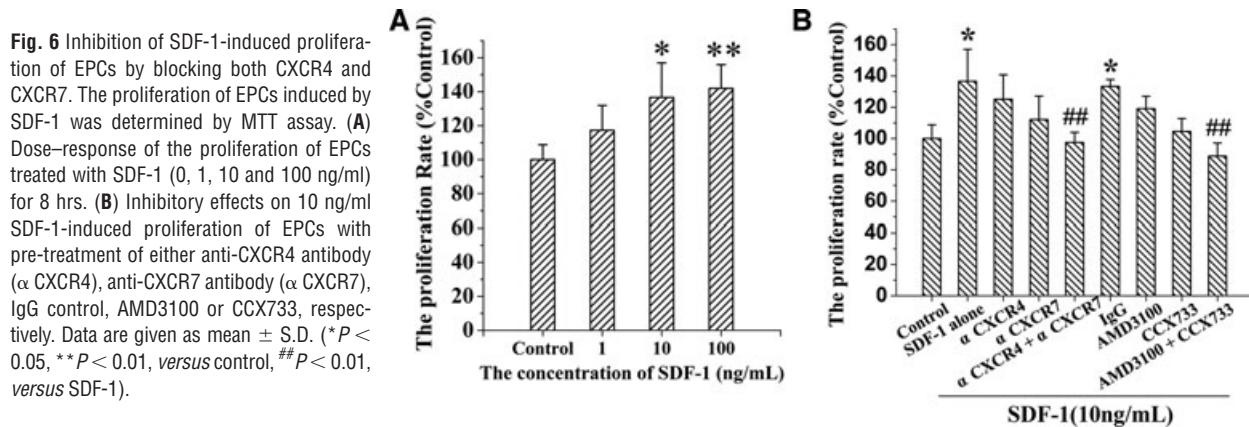 Fig. 6 Inhibition of SDF-1-induced prolifera-
tion of EPCs by blocking both CXCR4 and
CXCR7. The proliferation of EPCs induced by
SDF-1 was determined by MTT assay. (A)
Dose–response of the proliferation of EPCs
treated with SDF-1 (0, 1, 10 and 100 ng/ml)
for 8 hrs. (B) Inhibitory effects on 10 ng/ml
SDF-1-induced proliferation of EPCs with
pre-treatment of either anti-CXCR4 antibody
(α CXCR4), anti-CXCR7 antibody (α CXCR7),
IgG control, AMD3100 or CCX733, respec-
tively. Data are given as mean ± S.D. (*P <
0.05, **P < 0.01, versus control, ##P < 0.01,
versus SDF-1).
A
The proliferation Rate (%Control)
160
140
120
100
80
60
40
20
0
* **
Control 1 10 100
The concentration of SDF-1 (ng/mL)
B
The proliferation rate (%Control)
160
140
120
100
80
60
40
20
0
* ## * ##
Control
SDF-1 alone
α CXCR4
α CXCR7
α CXCR4 + α CXCR7
IgG
AMD3100
CCX733
AMD3100 + CCX733
SDF-1(10ng/mL)